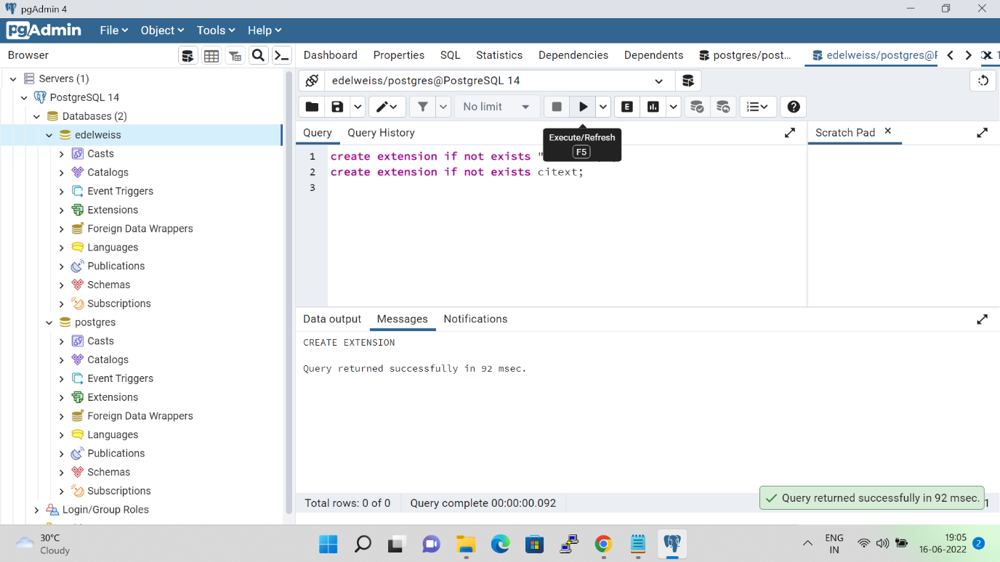 pgAdmin 4
pgAdmin File Object Tools Help
Browser
Dashboard Properties SQL Statistics Dependencies Dependents postgres/post... edelweiss/postgres@
Servers (1)
PostgreSQL 14
Databases (2)
edelweiss
Casts
Catalogs
Event Triggers
Extensions
Foreign Data Wrappers
Languages
Publications
Schemas
Subscriptions
postgres
Casts
Catalogs
Event Triggers
Extensions
Foreign Data Wrappers
Languages
Publications
Schemas
Subscriptions
Login/Group Roles
edelweiss/postgres@PostgreSQL 14
No limit
E
Query Query History
Execute/Refresh
F5
Scratch Pad
1 create extension if not exists "
2 create extension if not exists citext;
3
Data output Messages Notifications
CREATE EXTENSION
Query returned successfully in 92 msec.
Total rows: 0 of 0 Query complete 00:00:00.092
Query returned successfully in 92 msec.
30°C
Cloudy
ENG
IN
19:05
16-06-2022
2